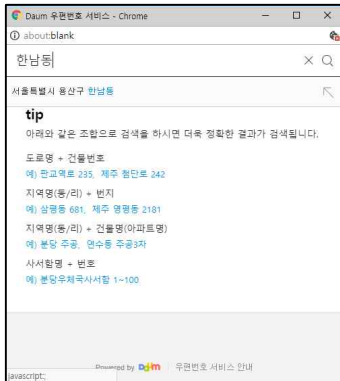 Daum 우편번호 서비스 - Chrome
about:blank
한남동
서울특별시 용산구 한남동
tip
아래와 같은 조합으로 검색을 하시면 더욱 정확한 결과가 검색됩니다.
도로명 + 건물번호
예) 판교역로 235, 제주 첨단로 242
지역명(동/리) + 번지
예) 삼평동 681, 제주 영평동 2181
지역명(동/리) + 건물명(아파트명)
예) 분당 주공, 연수동 주공3차
사서함명 + 번호
예) 분당우체국사서함 1~100
Powered by Daum 우편번호 서비스 안내
javascript:;